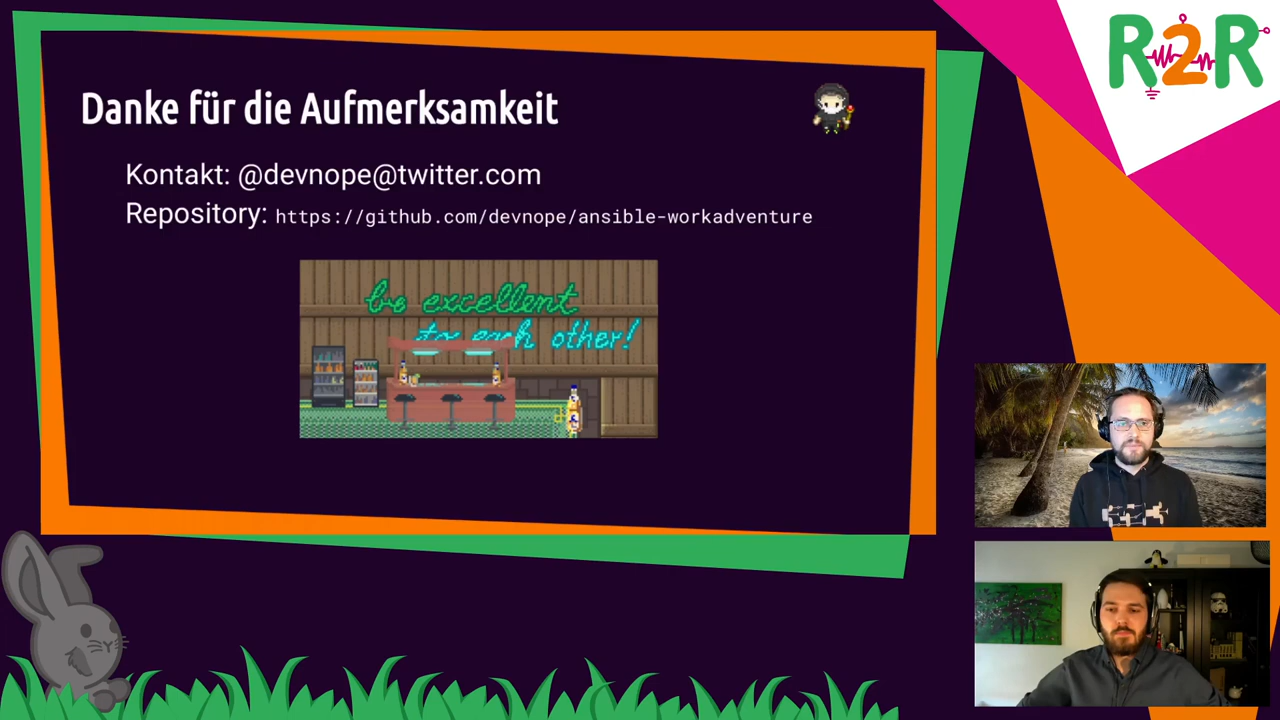 R2R
Danke für die Aufmerksamkeit
Kontakt: @devnope@twitter.com
Repository: https://github.com/devnope/ansible-workadventure
be excellent
to each other!